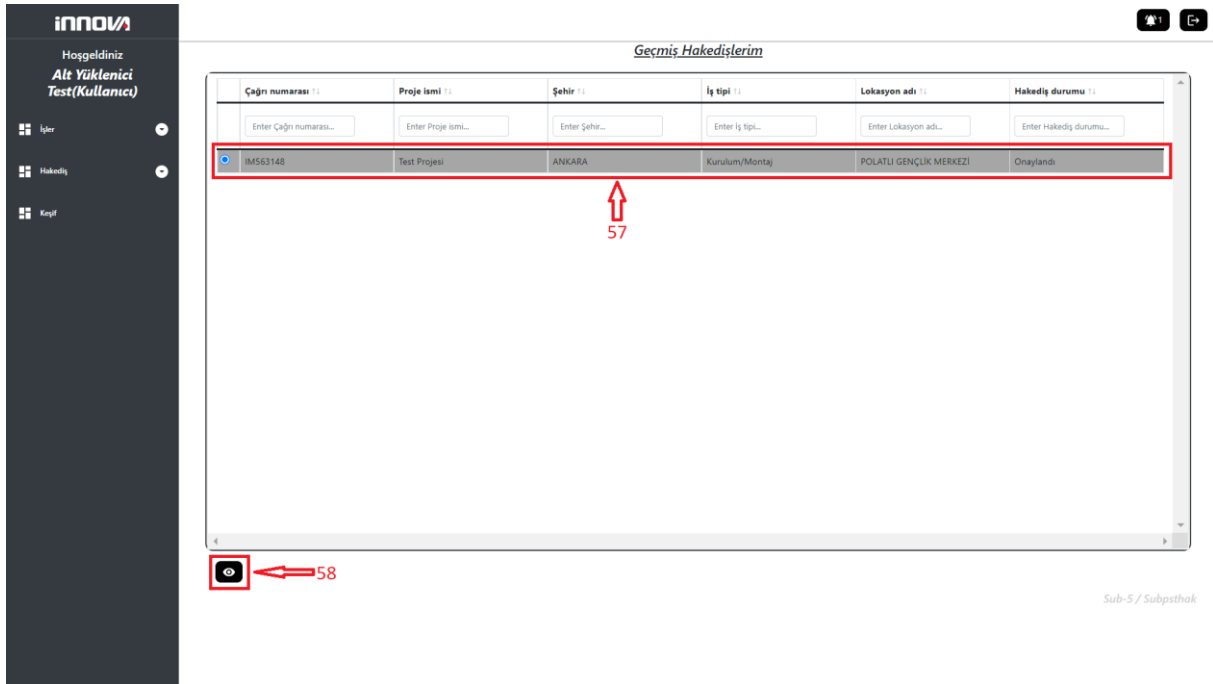 innova
1
Hoşgeldiniz
Alt Yüklenici
Test(Kullanıcı)
İşler
Hakediş
Keşif
Geçmiş Hakedişlerim
Çağrı numarası Proje ismi Şehir İş tipi Lokasyon adı Hakediş durumu
Enter Çağrı numarası... Enter Proje ismi... Enter Şehir... Enter İş tipi... Enter Lokasyon adı... Enter Hakediş durumu...
IM563148 Test Projesi ANKARA Kurulum/Montaj POLATLI GENÇLİK MERKEZİ Onaylandı
57
58
Sub-5 / Subpsthak